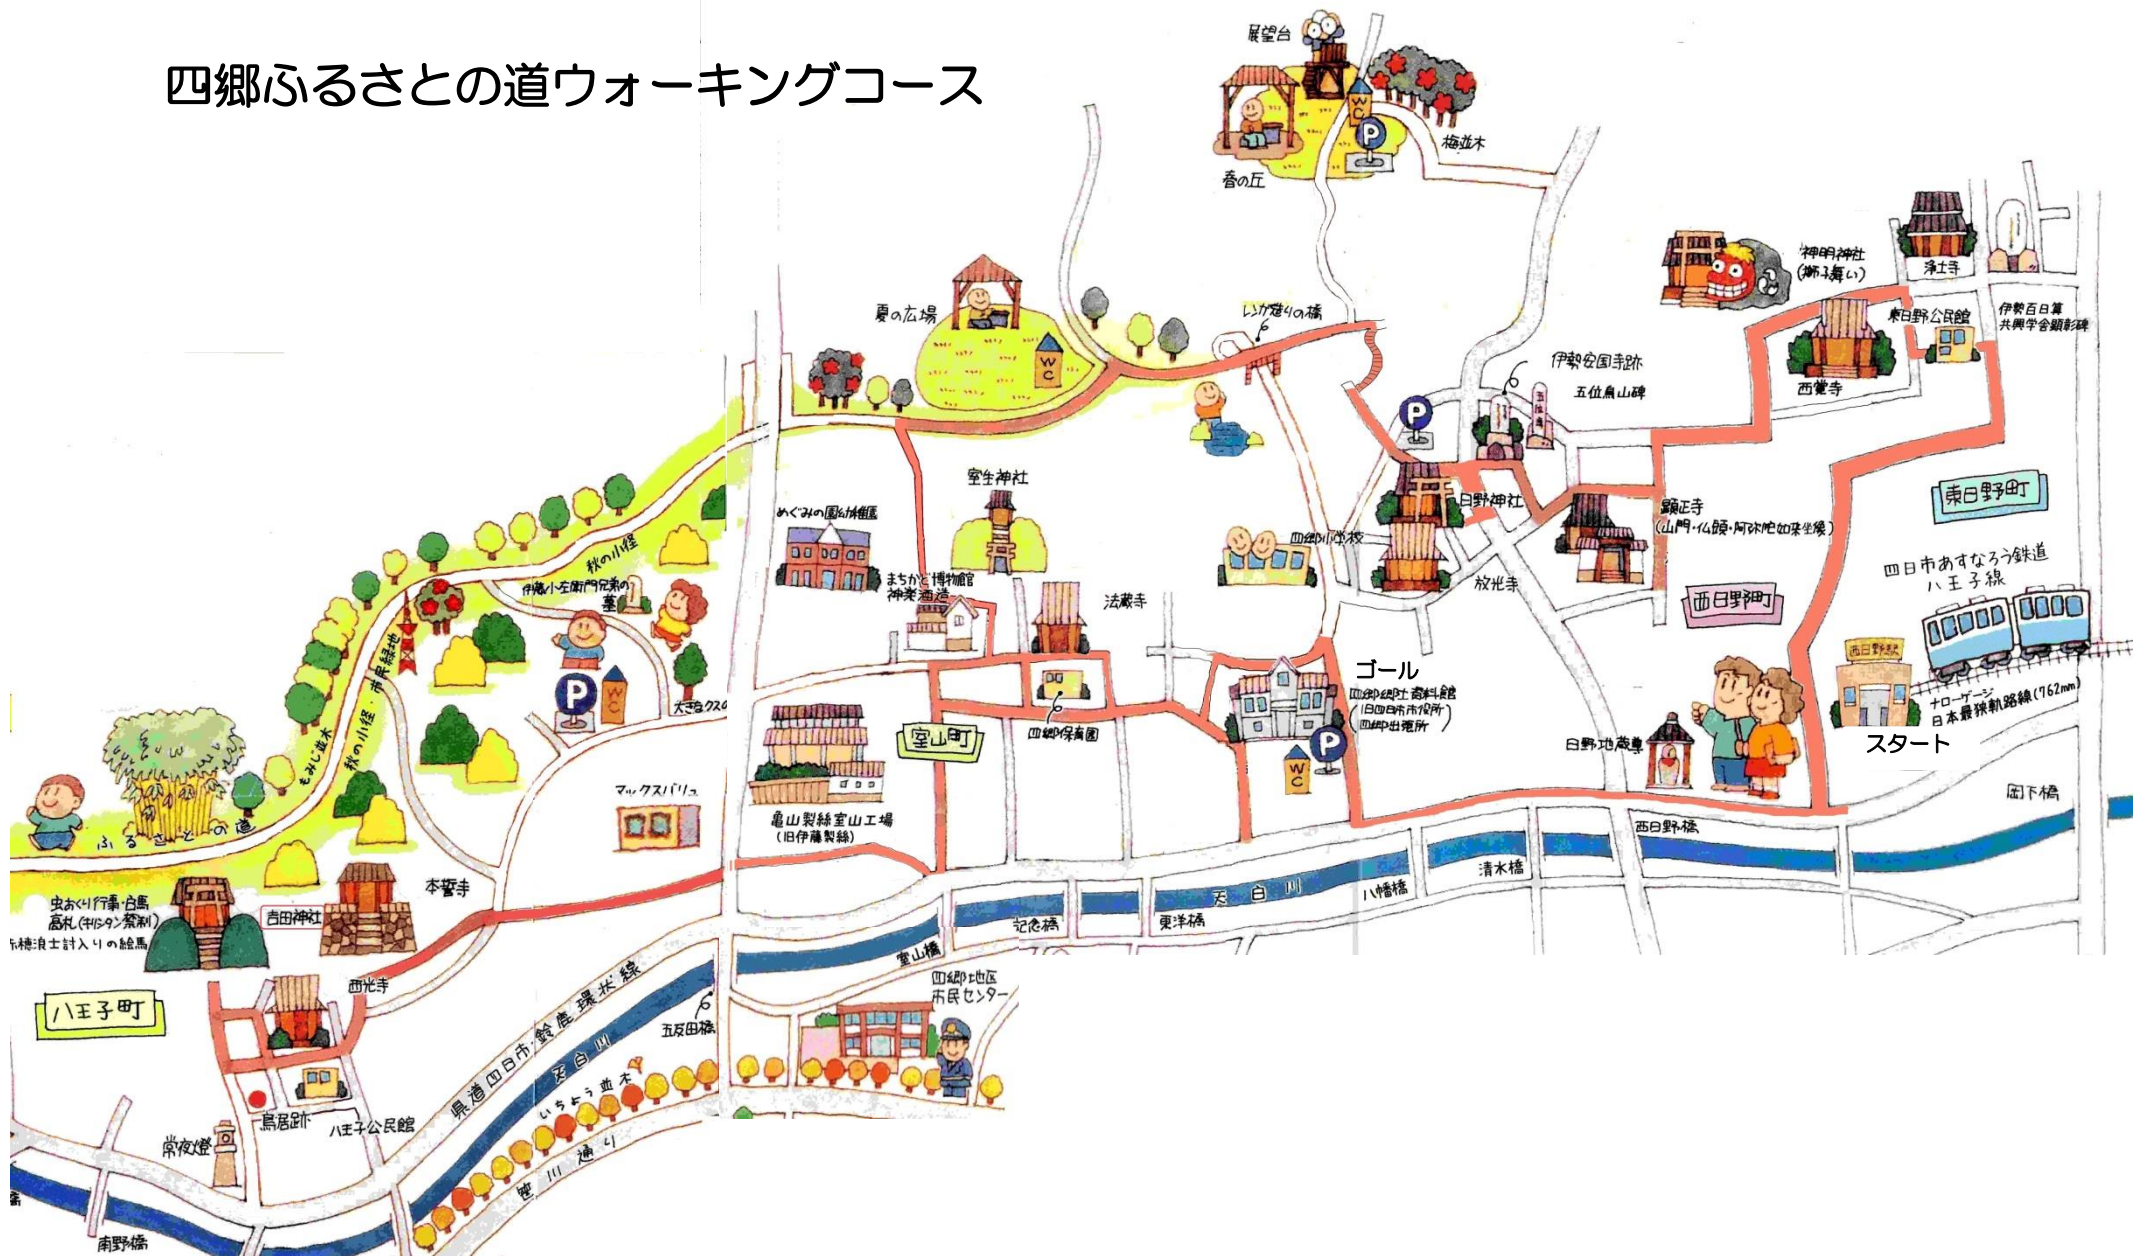 四郷ふるさとの道ウォーキングコース
展望台
WC
P
梅並木
春の丘
神明神社
(獅子舞い)
浄土寺
東日野公民館
伊勢百日算
共興学舎顕彰碑
西覚寺
夏の広場
WC
いかだ造りの橋
伊勢安国寺跡
五位鳥山碑
P
東日野町
室生神社
日野神社
顕正寺
(山門・仏頭・阿弥陀如来坐像)
めぐみの園幼稚園
四郷小学校
放光寺
四日市あすなろう鉄道
八王子線
秋の小径
伊藤小左衛門兄弟の
墓
まちかど博物館
神楽酒造
法蔵寺
西日野町
西日野駅
ナローゲージ
日本最狭軌路線(762mm)
スタート
秋の小径・市民緑地
もみじ並木
P
WC
大きなクスの
ゴール
四郷郷土資料館
(旧四日市市役所
四郷出張所)
P
WC
室山町
四郷保育園
日野地蔵尊
マックスバリュ
亀山製絲室山工場
(旧伊藤製絲)
岡下橋
西日野橋
ふるさとの道
清水橋
八幡橋
天白川
東洋橋
記念橋
室山橋
本誓寺
虫おくり行事・白馬
高札(キリシタン禁制)
赤穂浪士討入りの絵馬
吉田神社
西光寺
八王子町
四郷地区
市民センター
五反田橋
県道四日市・鈴鹿環状線
天白川
いちょう並木
笹川通り
鳥居跡
八王子公民館
常夜燈
南野橋
橋